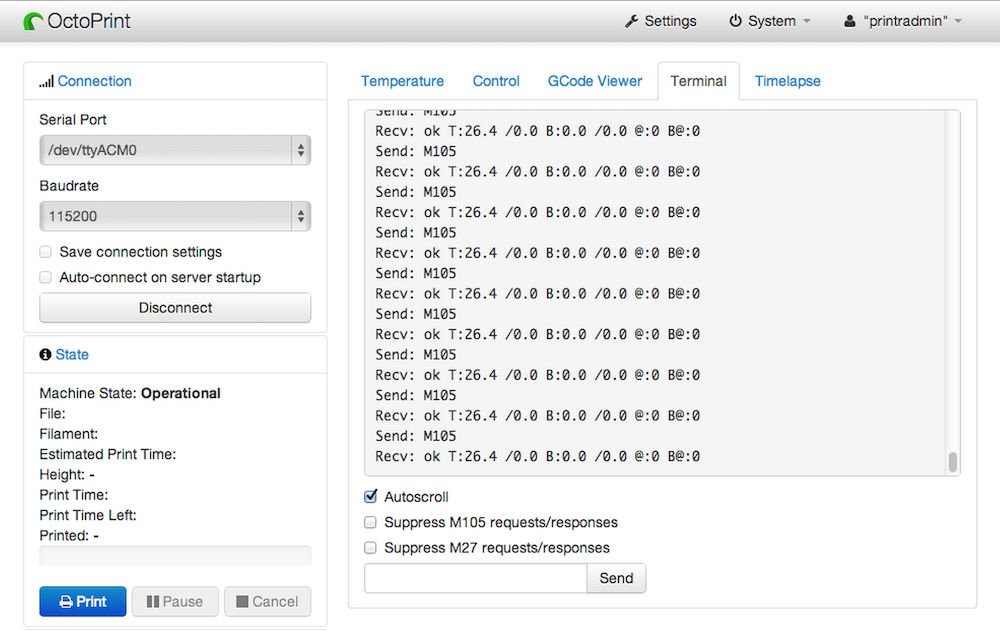 OctoPrint
Settings
System
"printradmin"
Connection
Serial Port
/dev/ttyACM0
Baudrate
115200
Save connection settings
Auto-connect on server startup
Disconnect
State
Machine State: Operational
File:
Filament:
Estimated Print Time:
Height: -
Print Time:
Print Time Left:
Printed: -
Print
Pause
Cancel
Temperature
Control
GCode Viewer
Terminal
Timelapse
Send: M105
Recv: ok T:26.4 /0.0 B:0.0 /0.0 @:0 B@:0
Send: M105
Recv: ok T:26.4 /0.0 B:0.0 /0.0 @:0 B@:0
Send: M105
Recv: ok T:26.4 /0.0 B:0.0 /0.0 @:0 B@:0
Send: M105
Recv: ok T:26.4 /0.0 B:0.0 /0.0 @:0 B@:0
Send: M105
Recv: ok T:26.4 /0.0 B:0.0 /0.0 @:0 B@:0
Send: M105
Recv: ok T:26.4 /0.0 B:0.0 /0.0 @:0 B@:0
Send: M105
Recv: ok T:26.4 /0.0 B:0.0 /0.0 @:0 B@:0
Send: M105
Recv: ok T:26.4 /0.0 B:0.0 /0.0 @:0 B@:0
Send: M105
Recv: ok T:26.4 /0.0 B:0.0 /0.0 @:0 B@:0
Autoscroll
Suppress M105 requests/responses
Suppress M27 requests/responses
Send